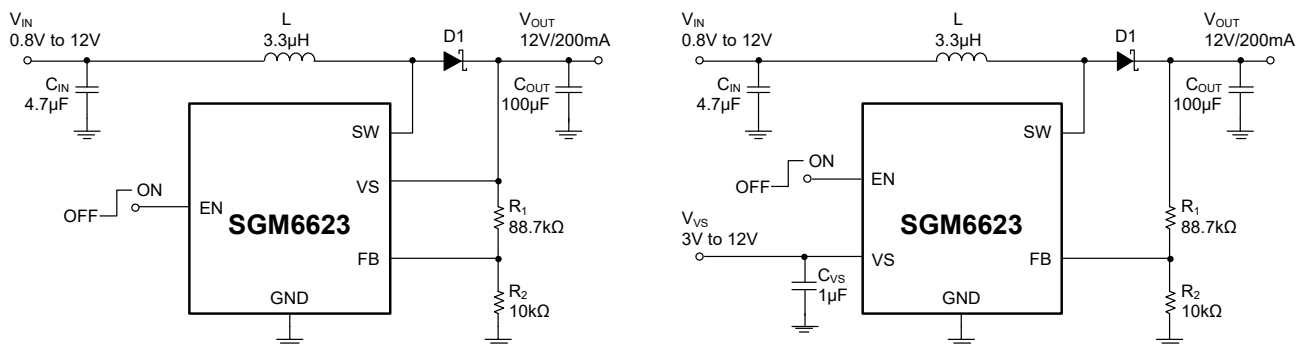 VIN
0.8V to 12V
L
3.3μH
D1
VOUT
12V/200mA
CIN
4.7μF
COUT
100μF
SW
VS
ON
OFF
EN
SGM6623
R1
88.7kΩ
FB
GND
R2
10kΩ
VIN
0.8V to 12V
L
3.3μH
D1
VOUT
12V/200mA
CIN
4.7μF
COUT
100μF
SW
ON
OFF
EN
VVS
3V to 12V
SGM6623
R1
88.7kΩ
VS
FB
CVS
1μF
GND
R2
10kΩ